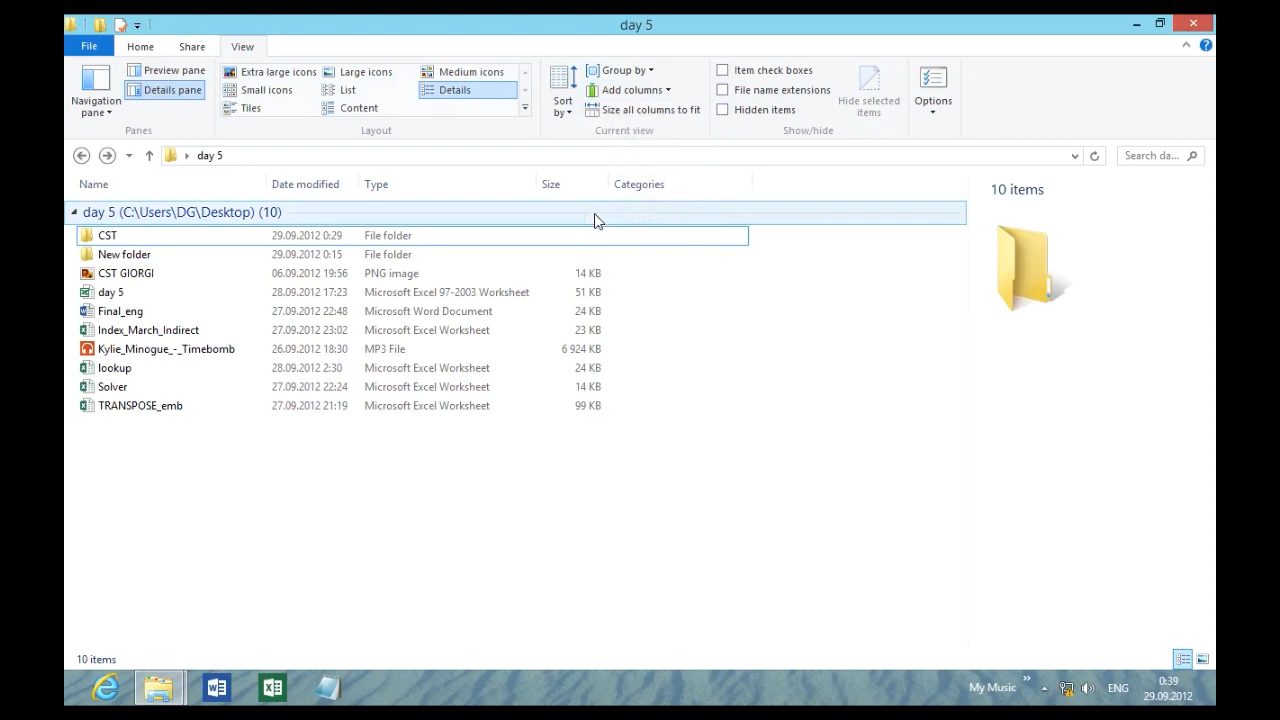 day 5
File Home Share View
Preview pane
Details pane
Navigation pane
Panes
Extra large icons Large icons Medium icons
Small icons List Details
Tiles Content
Layout
Sort by
Group by
Add columns
Size all columns to fit
Current view
Item check boxes
File name extensions
Hidden items
Hide selected items
Show/hide
Options
day 5
Search da...
Name Date modified Type Size Categories
day 5 (C:\Users\DG\Desktop) (10)
CST 29.09.2012 0:29 File folder
New folder 29.09.2012 0:15 File folder
CST GIORGI 06.09.2012 19:56 PNG image 14 KB
day 5 28.09.2012 17:23 Microsoft Excel 97-2003 Worksheet 51 KB
Final_eng 27.09.2012 22:48 Microsoft Word Document 24 KB
Index_March_Indirect 27.09.2012 23:02 Microsoft Excel Worksheet 23 KB
Kylie_Minogue_-_Timebomb 26.09.2012 18:30 MP3 File 6 924 KB
lookup 28.09.2012 2:30 Microsoft Excel Worksheet 24 KB
Solver 27.09.2012 22:24 Microsoft Excel Worksheet 14 KB
TRANSPOSE_emb 27.09.2012 21:19 Microsoft Excel Worksheet 99 KB
10 items
10 items
My Music
ENG
0:39
29.09.2012